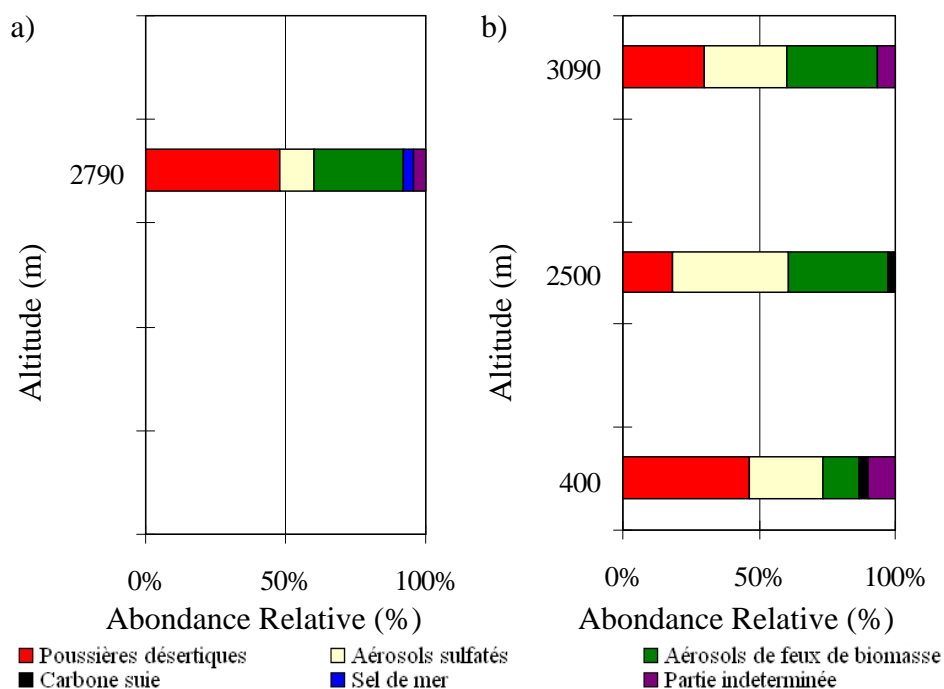 a)
2790
Altitude (m)
0% 50% 100%
Abondance Relative (%)
b)
3090
2500
400
Altitude (m)
0% 50% 100%
Abondance Relative (%)
Poussières désertiques Aérosols sulfatés Aérosols de feux de biomasse
Carbone suie Sel de mer Partie indeterminée